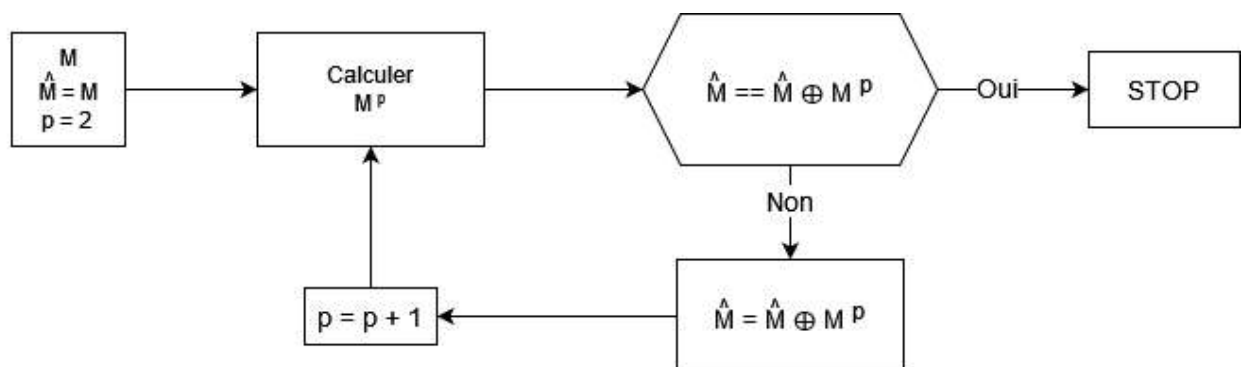 M
M̂ = M
p = 2
Calculer
M ᵖ
M̂ == M̂ ⊕ M ᵖ
Oui
STOP
Non
M̂ = M̂ ⊕ M ᵖ
p = p + 1